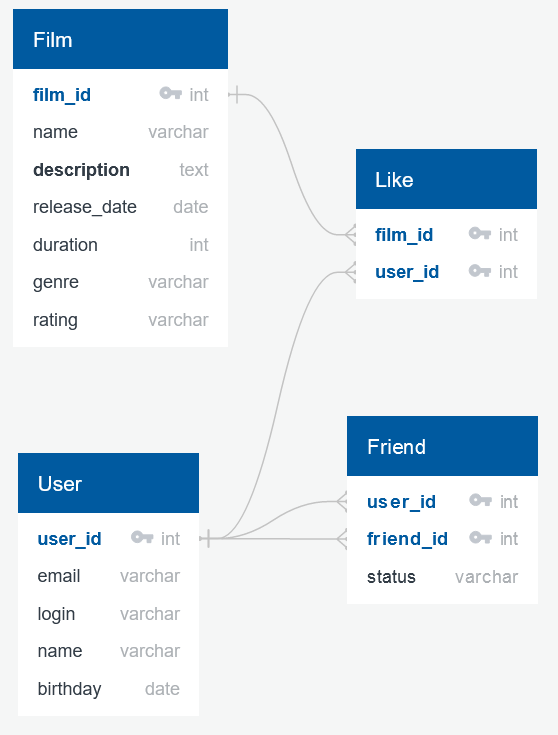 Film
film_id int
name varchar
description text
release_date date
duration int
genre varchar
rating varchar
Like
film_id int
user_id int
User
user_id int
email varchar
login varchar
name varchar
birthday date
Friend
user_id int
friend_id int
status varchar